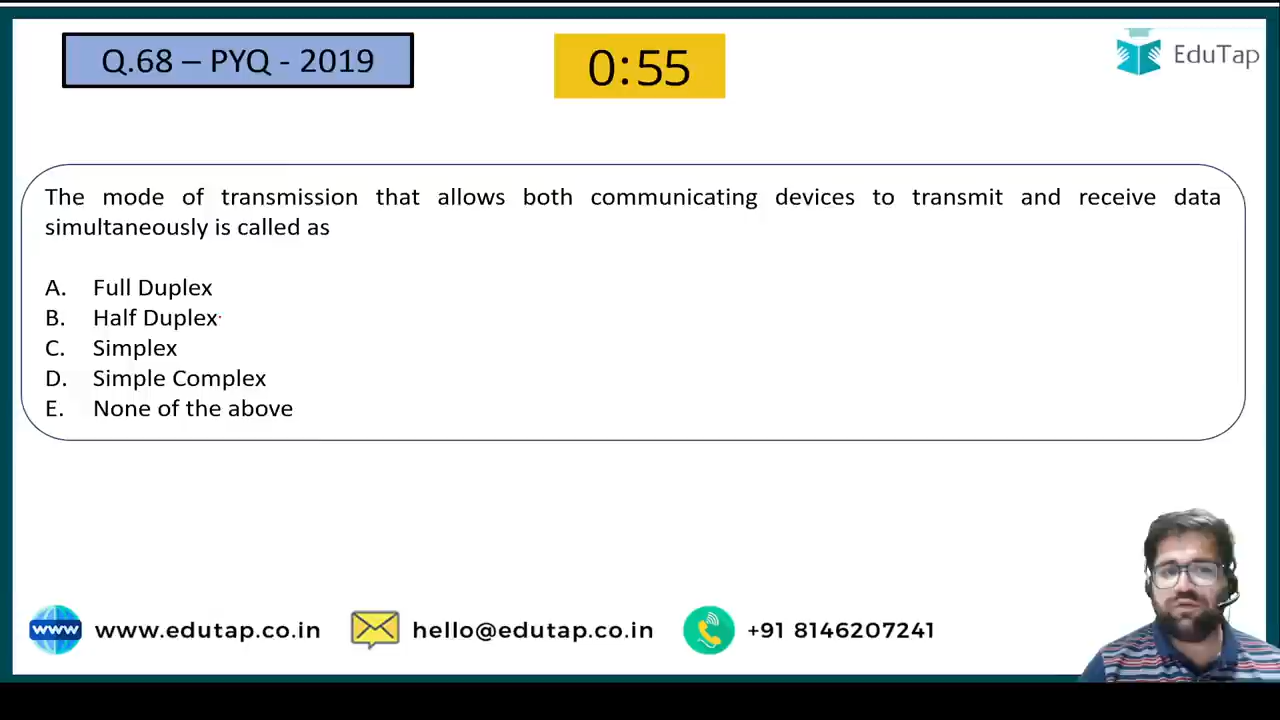 Q.68 – PYQ - 2019
0:55
EduTap
The mode of transmission that allows both communicating devices to transmit and receive data
simultaneously is called as
A. Full Duplex
B. Half Duplex
C. Simplex
D. Simple Complex
E. None of the above
www www.edutap.co.in hello@edutap.co.in +91 8146207241